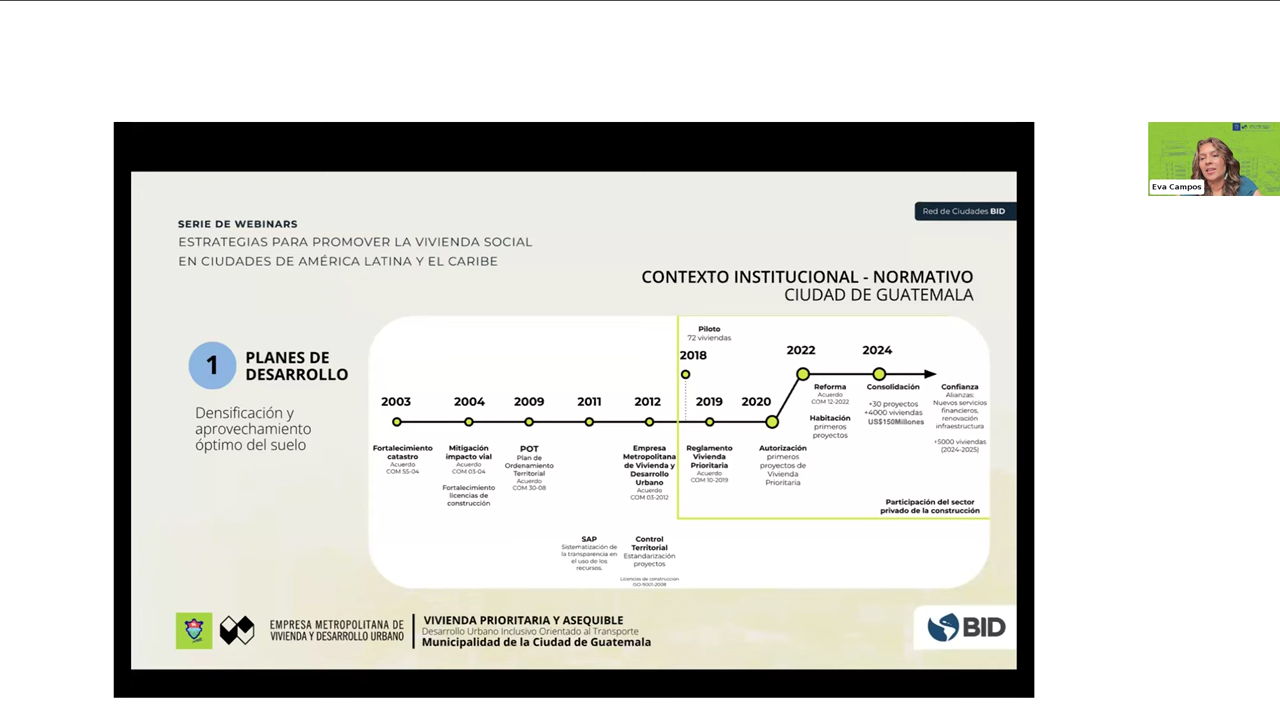 SERIE DE WEBINARS
ESTRATEGIAS PARA PROMOVER LA VIVIENDA SOCIAL
EN CIUDADES DE AMÉRICA LATINA Y EL CARIBE
Red de Ciudades BID
CONTEXTO INSTITUCIONAL - NORMATIVO
CIUDAD DE GUATEMALA
Eva Campos
1
PLANES DE
DESARROLLO
Densificación y
aprovechamiento
óptimo del suelo
2003
Fortalecimiento
catastro
Acuerdo
COM 55-04
2004
Mitigación
impacto vial
Acuerdo
COM 03-04
Fortalecimiento
licencias de
construcción
2009
POT
Plan de
Ordenamiento
Territorial
Acuerdo
COM 30-08
2011
SAP
Sistematización de
la transparencia en
el uso de los
recursos.
2012
Empresa
Metropolitana
de Vivienda y
Desarrollo
Urbano
Acuerdo
COM 03-2012
Control
Territorial
Estandarización
proyectos
Licencias de construcción
ISO-9001-2008
Piloto
72 viviendas
2018
2019
Reglamento
Vivienda
Prioritaria
Acuerdo
COM 10-2019
2020
Autorización
primeros
proyectos de
Vivienda
Prioritaria
2022
Reforma
Acuerdo
COM 12-2022
Habitación
primeros
proyectos
2024
Consolidación
+30 proyectos
+4000 viviendas
US$150Millones
Confianza
Alianzas:
Nuevos servicios
financieros,
renovación
infraestructura
+5000 viviendas
(2024-2025)
Participación del sector
privado de la construcción
EMPRESA METROPOLITANA DE
VIVIENDA Y DESARROLLO URBANO
VIVIENDA PRIORITARIA Y ASEQUIBLE
Desarrollo Urbano Inclusivo Orientado al Transporte
Municipalidad de la Ciudad de Guatemala
BID